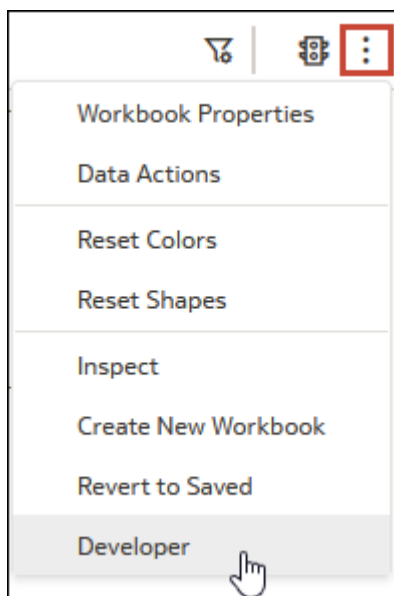 Workbook Properties
Data Actions
Reset Colors
Reset Shapes
Inspect
Create New Workbook
Revert to Saved
Developer